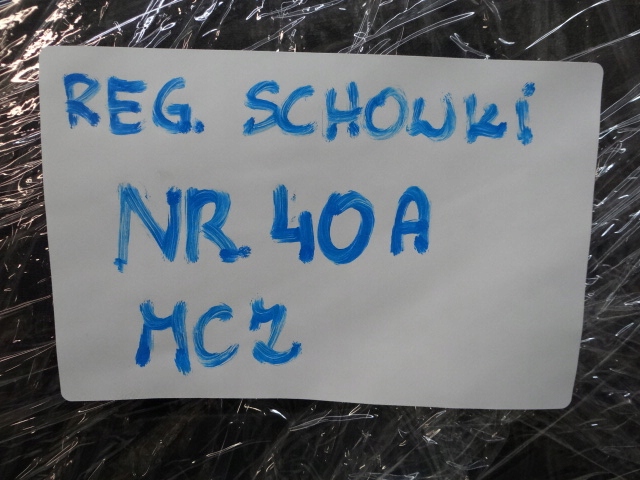 REG. SCHOWKi
NR. 40 A
MCZ